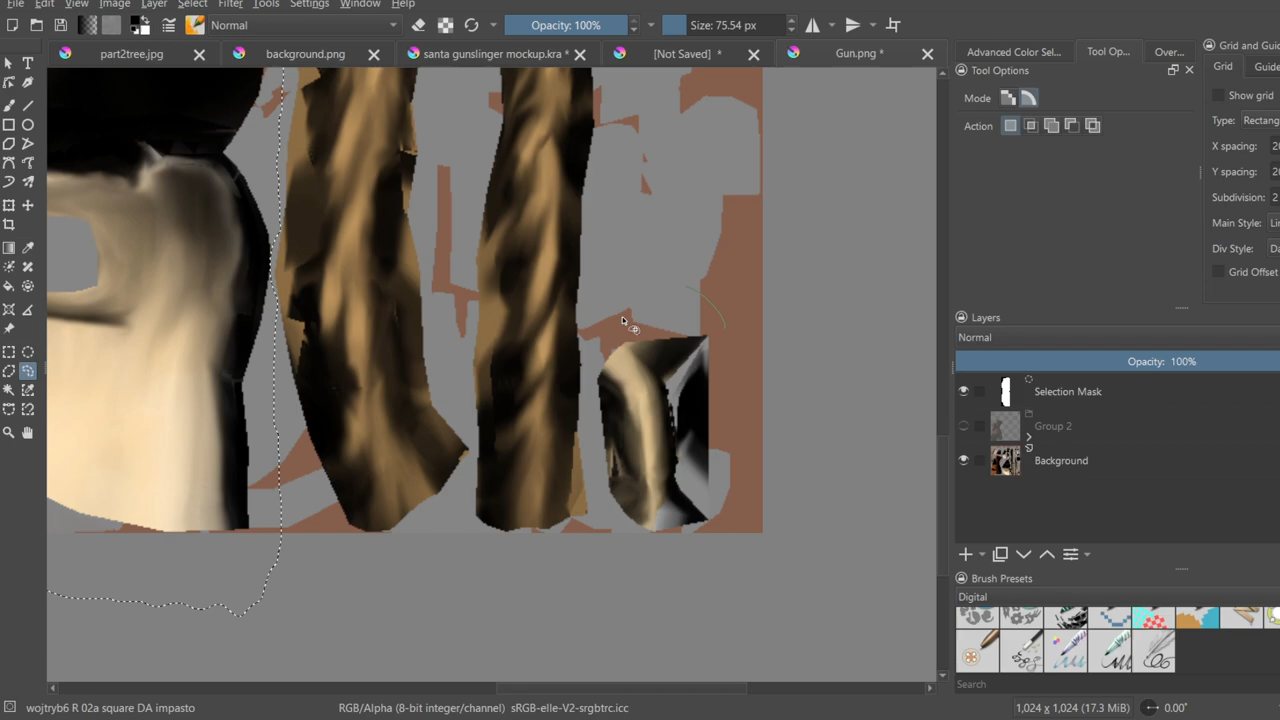 File Edit View Image Layer Select Filter Tools Settings Window Help
Normal Opacity: 100% Size: 75.54 px
part2tree.jpg background.png santa gunslinger mockup.kra * [Not Saved] * Gun.png *
Advanced Color Sel... Tool Op... Over...
Grid and Guid
Tool Options
Grid Guide
Mode
Show grid
Action
Type: Rectang
X spacing: 20
Y spacing: 20
Subdivision: 2
Main Style: Lin
Div Style: Da
Grid Offset
Layers
Normal
Opacity: 100%
Selection Mask
Group 2
Background
Brush Presets
Digital
Search
wojtryb6 R 02a square DA impasto RGB/Alpha (8-bit integer/channel) sRGB-elle-V2-srgbtrc.icc 1,024 x 1,024 (17.3 MiB) 0.00°